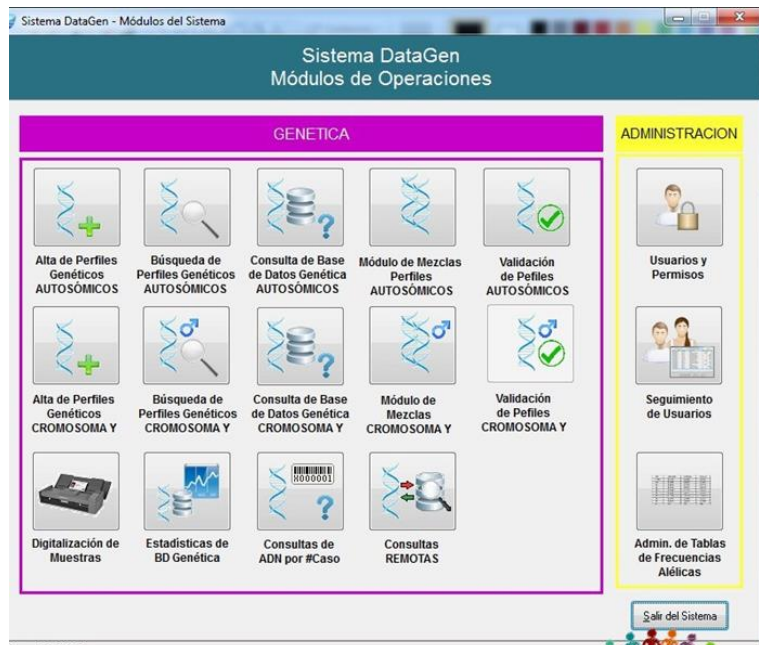 Sistema DataGen - Módulos del Sistema
Sistema DataGen
Módulos de Operaciones
GENETICA
ADMINISTRACION
Alta de Perfiles
Genéticos
AUTOSÓMICOS
Búsqueda de
Perfiles Genéticos
AUTOSÓMICOS
Consulta de Base
de Datos Genética
AUTOSÓMICOS
Módulo de Mezclas
Perfiles
AUTOSÓMICOS
Validación
de Pefiles
AUTOSÓMICOS
Usuarios y
Permisos
Alta de Perfiles
Genéticos
CROMOSOMA Y
Búsqueda de
Perfiles Genéticos
CROMOSOMA Y
Consulta de Base
de Datos Genética
CROMOSOMA Y
Módulo de
Mezclas
CROMOSOMA Y
Validación
de Pefiles
CROMOSOMA Y
Seguimiento
de Usuarios
X000001
Digitalización de
Muestras
Estadísticas de
BD Genética
Consultas de
ADN por #Caso
Consultas
REMOTAS
Admin. de Tablas
de Frecuencias
Alélicas
Salir del Sistema